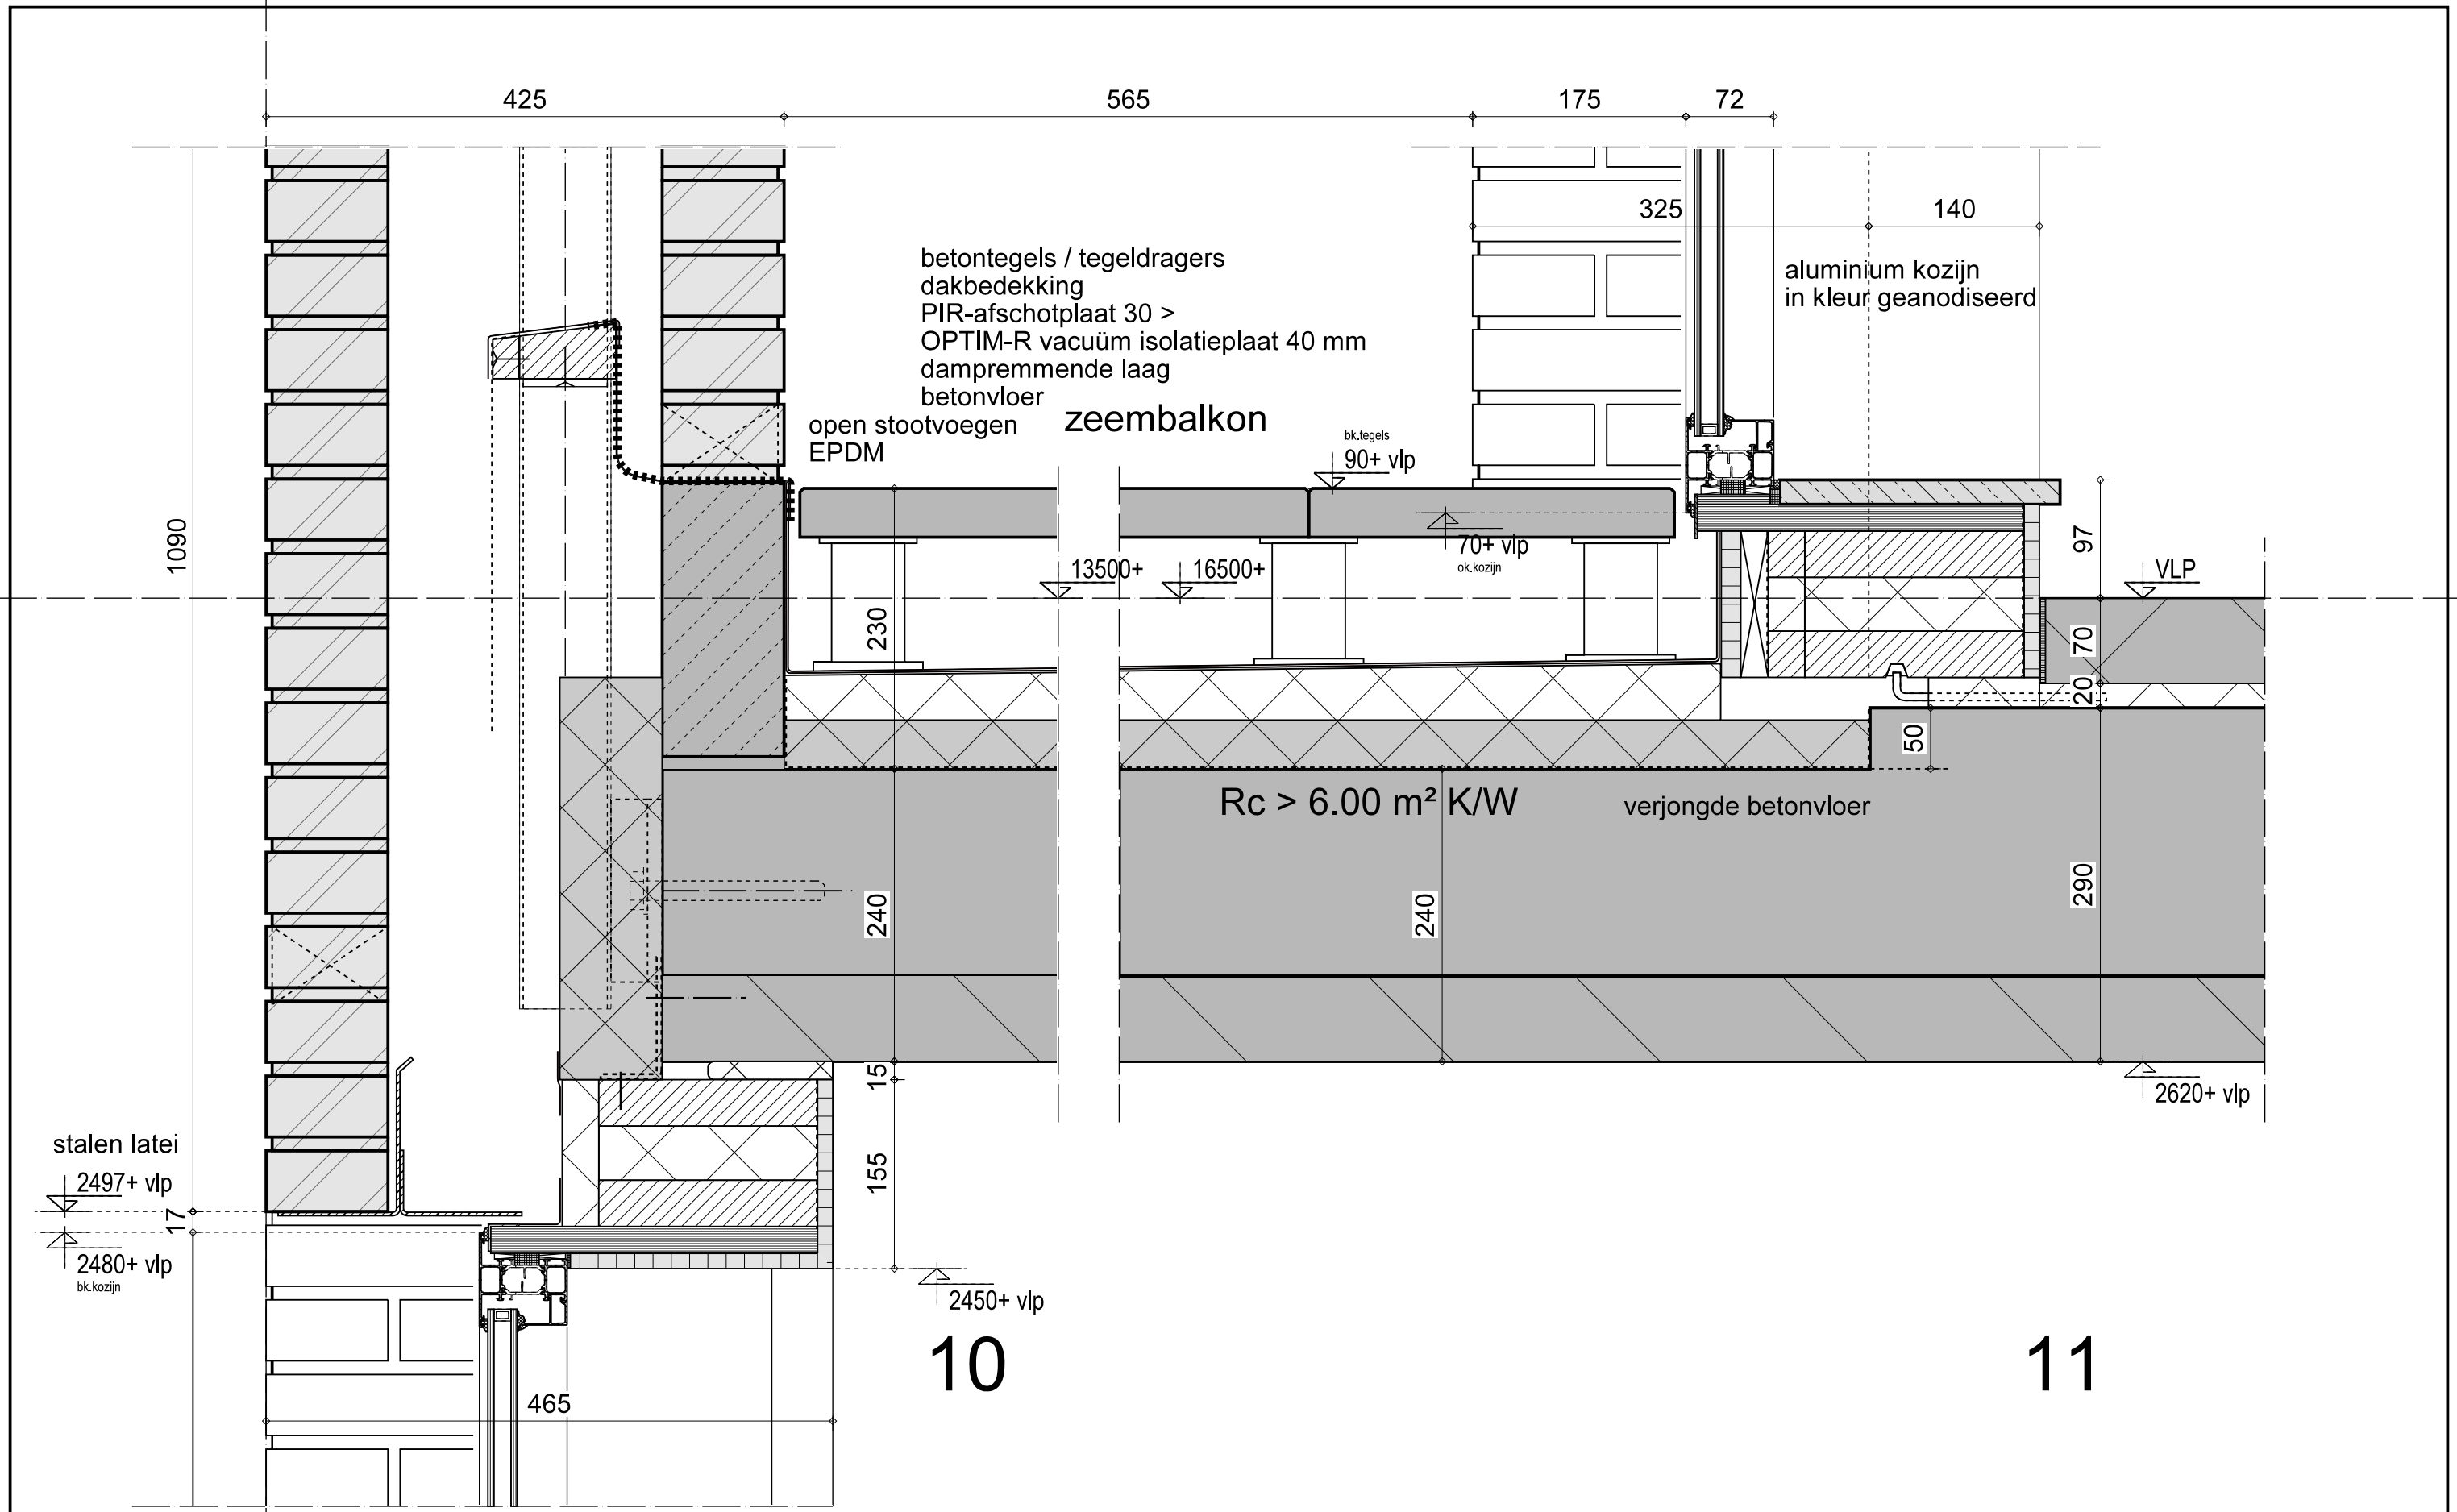 425
565
175
72
325
140
betontegels / tegeldragers
dakbedekking
PIR-afschotplaat 30 >
OPTIM-R vacuüm isolatieplaat 40 mm
dampremmende laag
betonvloer
aluminium kozijn
in kleur geanodiseerd
open stootvoegen
EPDM
zeembalkon
bk.tegels
90+ vlp
1090
70+ vlp
ok.kozijn
13500+
16500+
230
97
VLP
70
20
50
Rc > 6.00 m² K/W
verjongde betonvloer
240
240
290
15
2620+ vlp
stalen latei
2497+ vlp
17
2480+ vlp
bk.kozijn
155
2450+ vlp
10
11
465